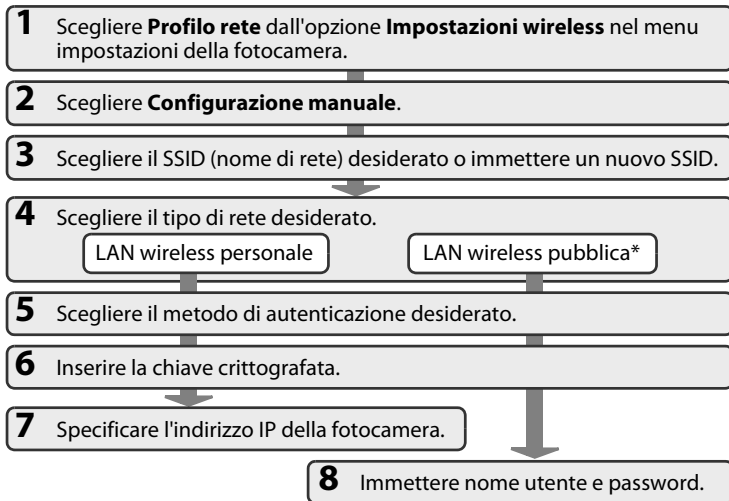 1 Scegliere Profilo rete dall'opzione Impostazioni wireless nel menu
impostazioni della fotocamera.
2 Scegliere Configurazione manuale.
3 Scegliere il SSID (nome di rete) desiderato o immettere un nuovo SSID.
4 Scegliere il tipo di rete desiderato.
LAN wireless personale
LAN wireless pubblica*
5 Scegliere il metodo di autenticazione desiderato.
6 Inserire la chiave crittografata.
7 Specificare l'indirizzo IP della fotocamera.
8 Immettere nome utente e password.